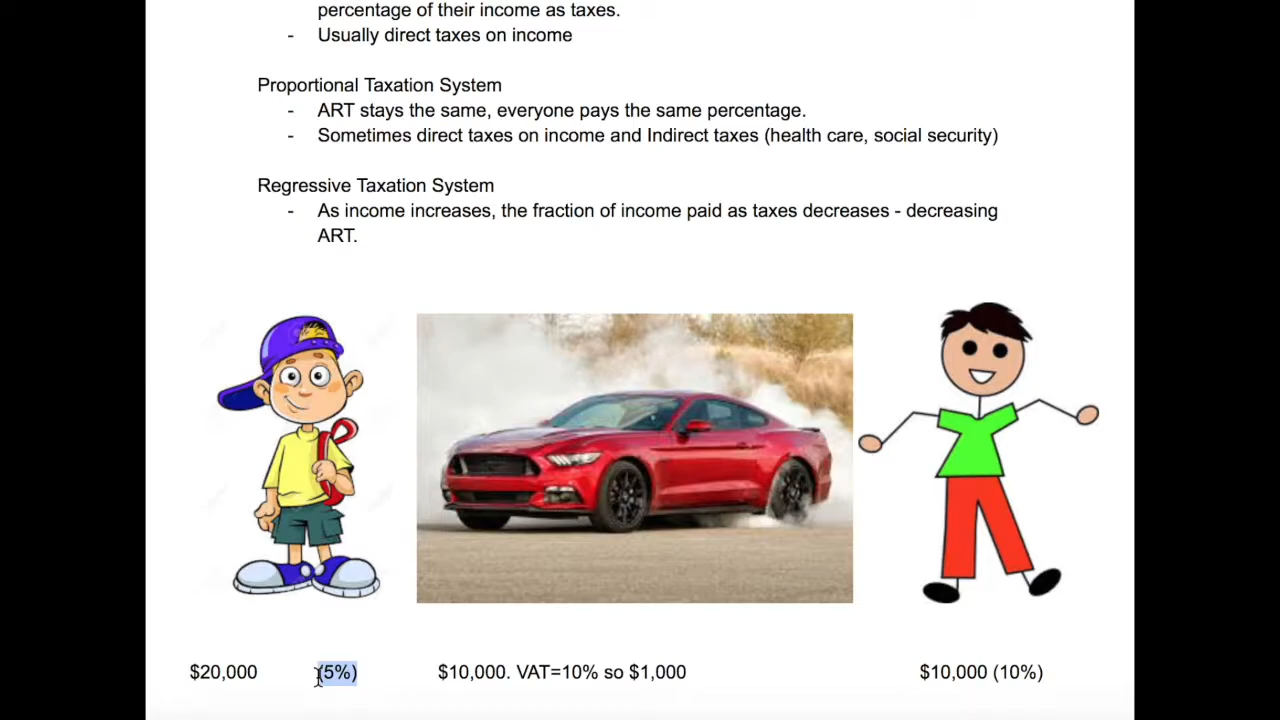 percentage of their income as taxes.
- Usually direct taxes on income
Proportional Taxation System
- ART stays the same, everyone pays the same percentage.
- Sometimes direct taxes on income and Indirect taxes (health care, social security)
Regressive Taxation System
- As income increases, the fraction of income paid as taxes decreases - decreasing
ART.
$20,000 (5%) $10,000. VAT=10% so $1,000 $10,000 (10%)